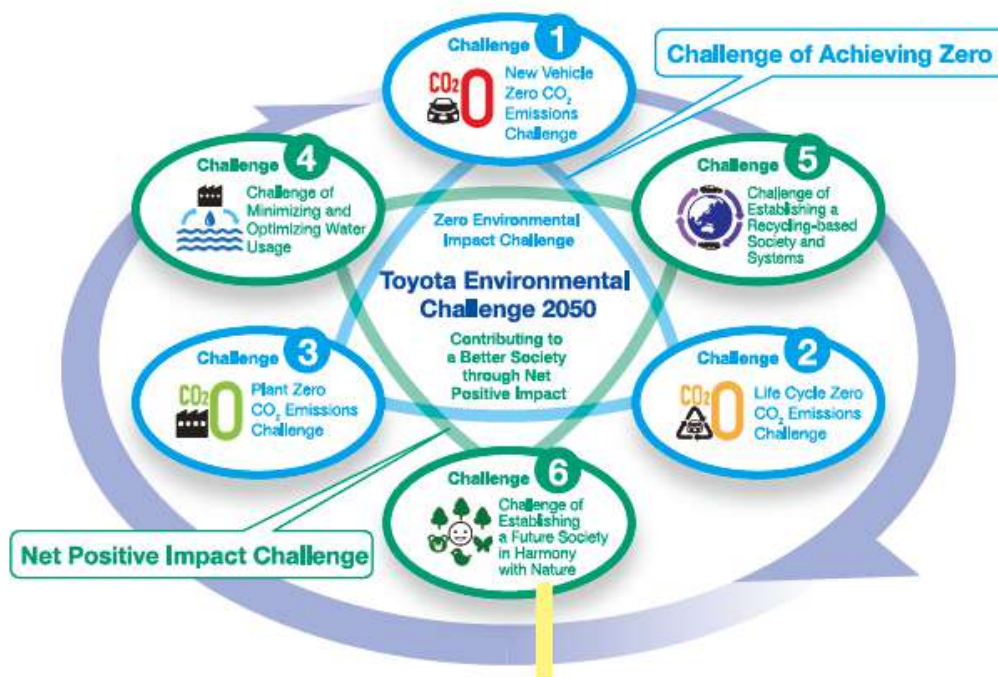 Challenge 1
CO₂ 0
New Vehicle
Zero CO₂
Emissions
Challenge
Challenge of Achieving Zero
Challenge 4
Challenge of
Minimizing and
Optimizing Water
Usage
Challenge 5
Challenge of
Establishing a
Recycling-based
Society and
Systems
Zero Environmental
Impact Challenge
Toyota Environmental
Challenge 2050
Contributing to
a Better Society
through Net
Positive Impact
Challenge 3
CO₂ 0
Plant Zero
CO₂ Emissions
Challenge
Challenge 2
CO₂ 0
Life Cycle Zero
CO₂ Emissions
Challenge
Challenge 6
Challenge of
Establishing
a Future Society
in Harmony
with Nature
Net Positive Impact Challenge